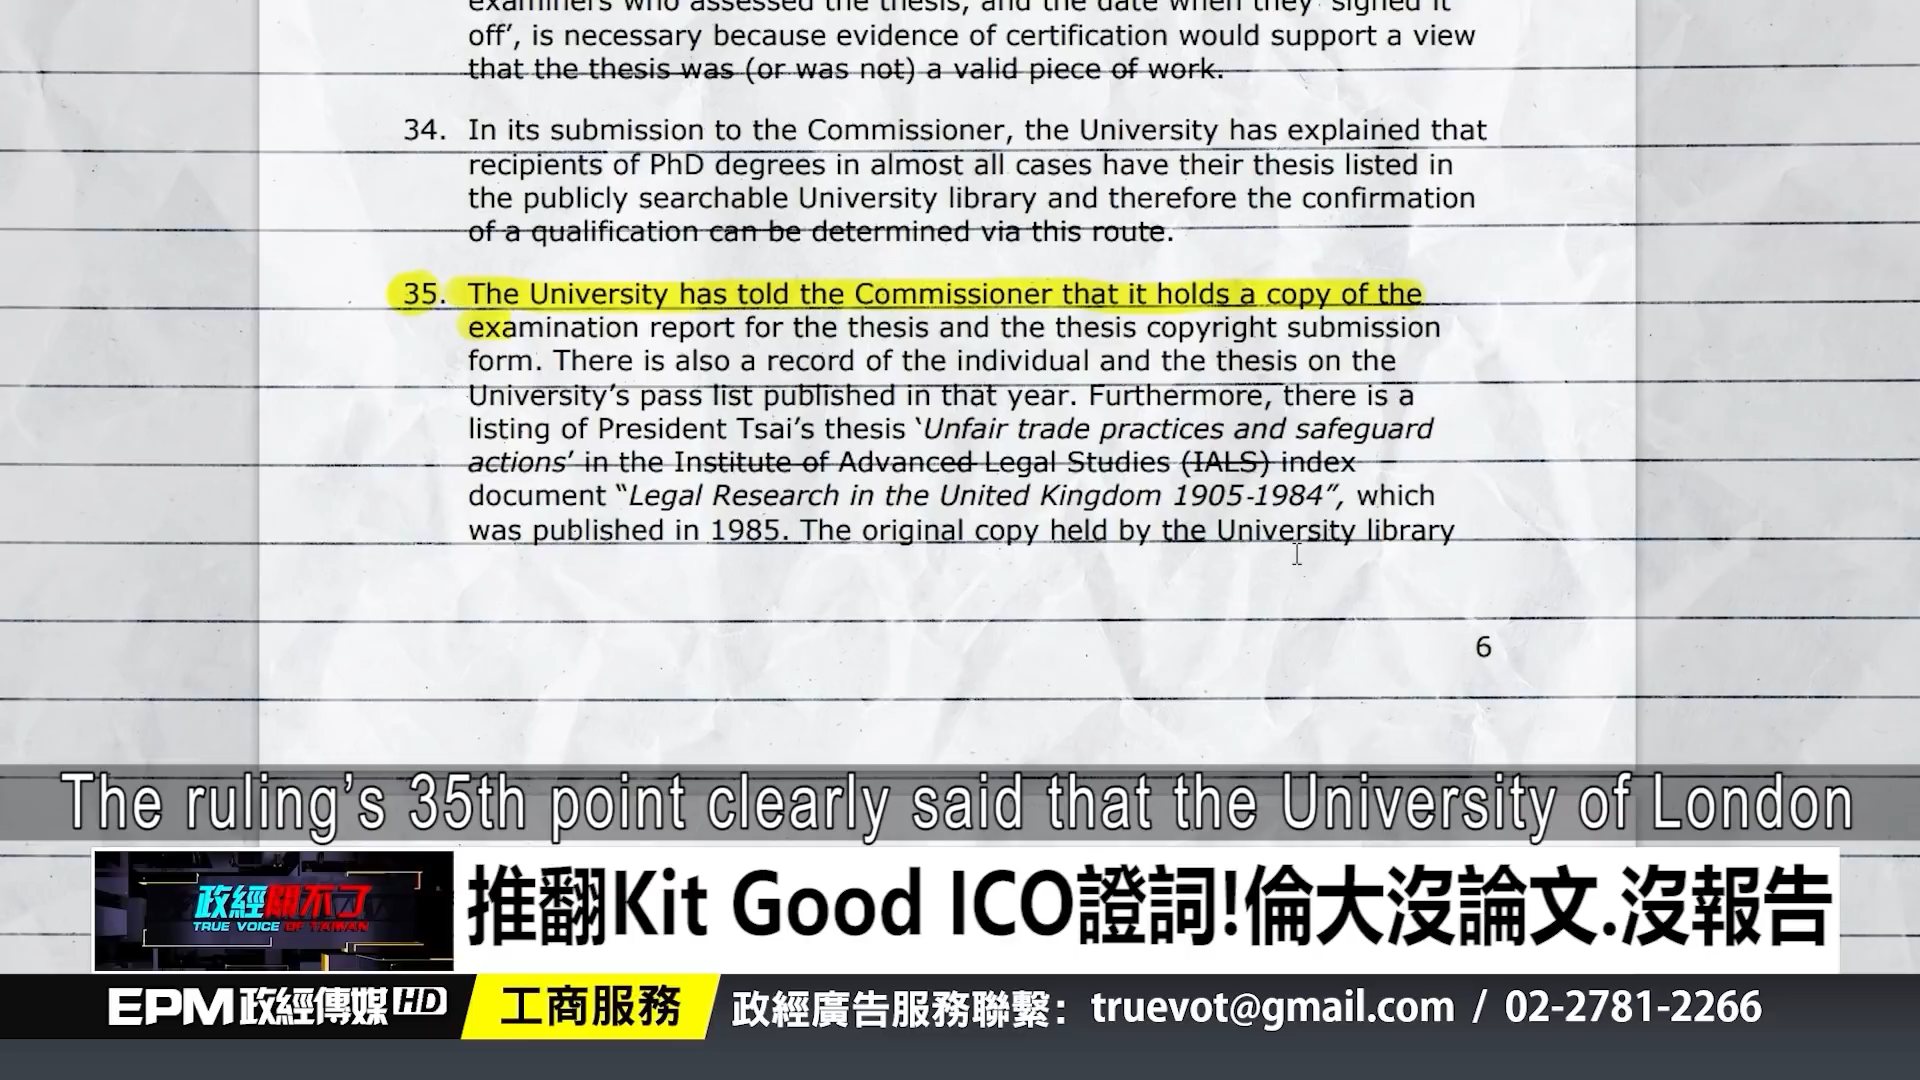 examiners who assessed the thesis, and the date when they 'signed it
off', is necessary because evidence of certification would support a view
that the thesis was (or was not) a valid piece of work.
34. In its submission to the Commissioner, the University has explained that
recipients of PhD degrees in almost all cases have their thesis listed in
the publicly searchable University library and therefore the confirmation
of a qualification can be determined via this route.
35. The University has told the Commissioner that it holds a copy of the
examination report for the thesis and the thesis copyright submission
form. There is also a record of the individual and the thesis on the
University's pass list published in that year. Furthermore, there is a
listing of President Tsai's thesis 'Unfair trade practices and safeguard
actions' in the Institute of Advanced Legal Studies (IALS) index
document "Legal Research in the United Kingdom 1905-1984", which
was published in 1985. The original copy held by the University library
6
The ruling's 35th point clearly said that the University of London
政經關不了
TRUE VOICE OF TAIWAN
推翻Kit Good ICO證詞!倫大沒論文.沒報告
EPM政經傳媒HD
工商服務
政經廣告服務聯繫: truevot@gmail.com / 02-2781-2266